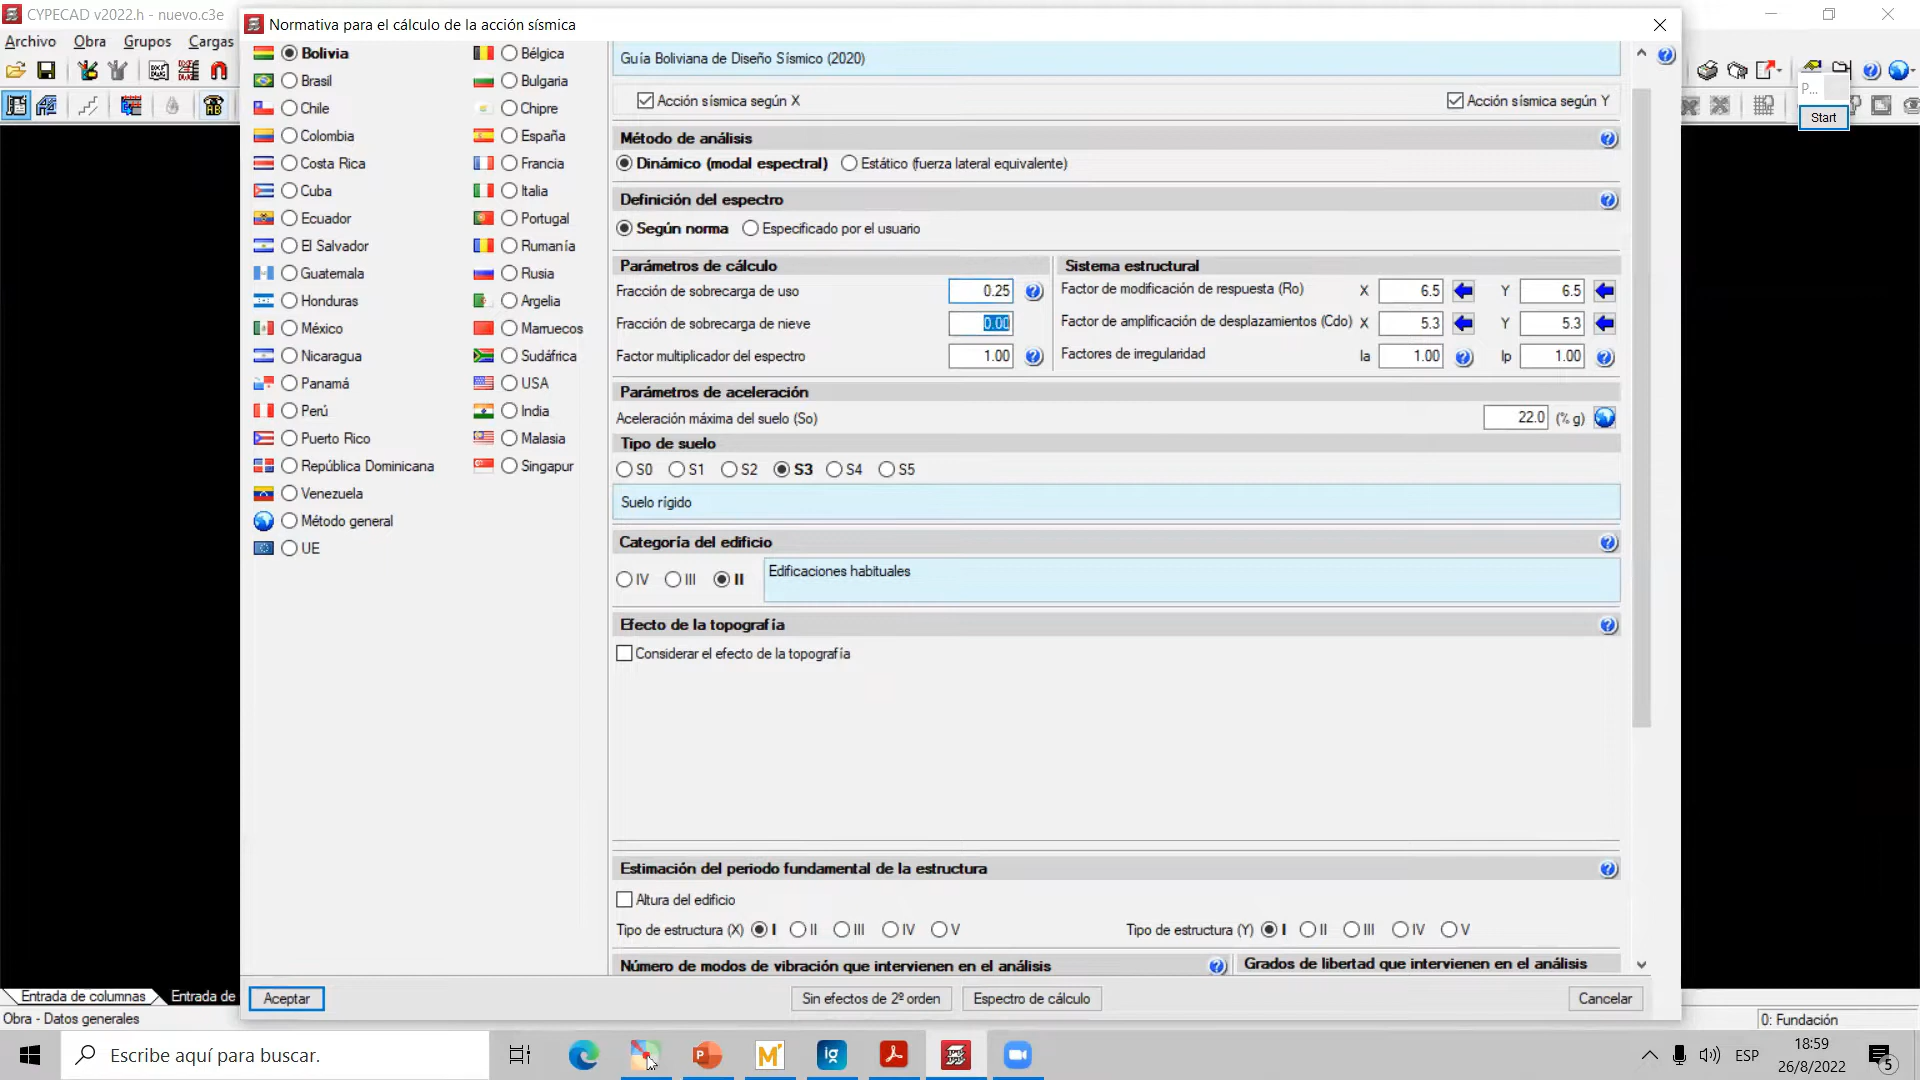 CYPECAD v2022.h - nuevo.c3e
Archivo Obra Grupos Cargas
Normativa para el cálculo de la acción sísmica
Bolivia
Brasil
Chile
Colombia
Costa Rica
Cuba
Ecuador
El Salvador
Guatemala
Honduras
México
Nicaragua
Panamá
Perú
Puerto Rico
República Dominicana
Venezuela
Método general
UE
Bélgica
Bulgaria
Chipre
España
Francia
Italia
Portugal
Rumanía
Rusia
Argelia
Marruecos
Sudáfrica
USA
India
Malasia
Singapur
Guía Boliviana de Diseño Sísmico (2020)
Acción sísmica según X Acción sísmica según Y
Método de análisis
Dinámico (modal espectral) Estático (fuerza lateral equivalente)
Definición del espectro
Según norma Especificado por el usuario
Parámetros de cálculo
Fracción de sobrecarga de uso 0.25
Fracción de sobrecarga de nieve 0.00
Factor multiplicador del espectro 1.00
Sistema estructural
Factor de modificación de respuesta (Ro) X 6.5 Y 6.5
Factor de amplificación de desplazamientos (Cdo) X 5.3 Y 5.3
Factores de irregularidad Ia 1.00 Ip 1.00
Parámetros de aceleración
Aceleración máxima del suelo (So) 22.0 (% g)
Tipo de suelo
S0 S1 S2 S3 S4 S5
Suelo rígido
Categoría del edificio
IV III II Edificaciones habituales
Efecto de la topografía
Considerar el efecto de la topografía
Estimación del periodo fundamental de la estructura
Altura del edificio
Tipo de estructura (X) I II III IV V Tipo de estructura (Y) I II III IV V
Número de modos de vibración que intervienen en el análisis Grados de libertad que intervienen en el análisis
Aceptar Sin efectos de 2º orden Espectro de cálculo Cancelar
P...
Start
Entrada de columnas Entrada de
Obra - Datos generales
0: Fundación
Escribe aquí para buscar.
ig
ESP
18:59
26/8/2022
5